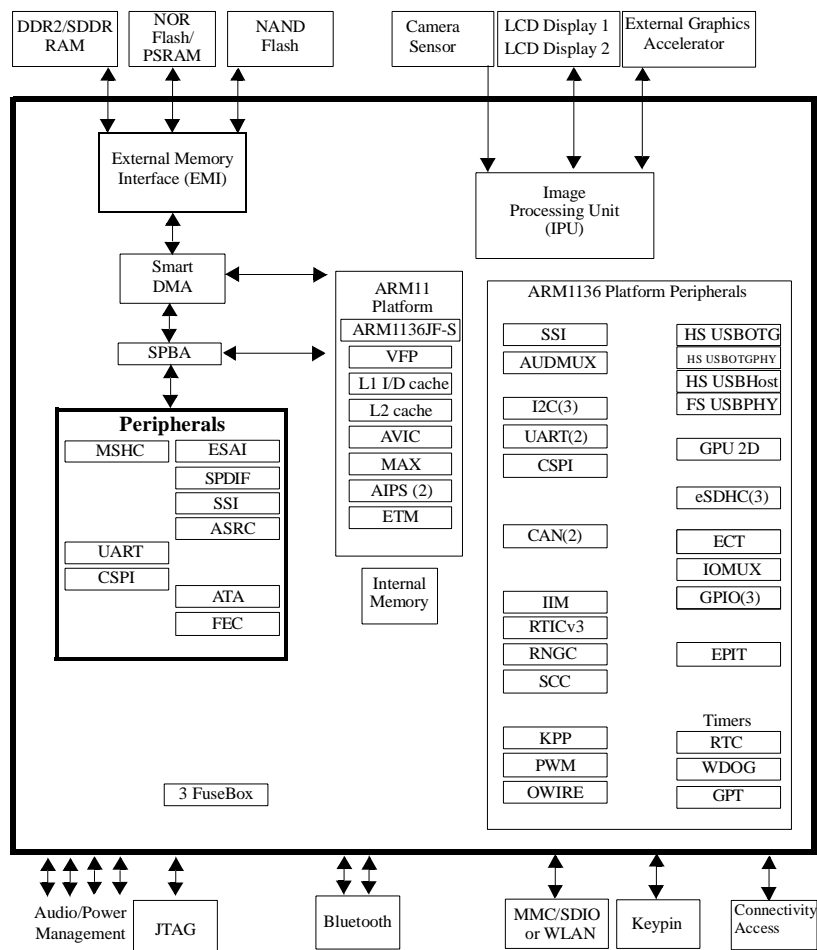 DDR2/SDDR
RAM
NOR
Flash/
PSRAM
NAND
Flash
Camera
Sensor
LCD Display 1
LCD Display 2
External Graphics
Accelerator
External Memory
Interface (EMI)
Image
Processing Unit
(IPU)
Smart
DMA
SPBA
Peripherals
MSHC
ESAI
SPDIF
SSI
ASRC
UART
CSPI
ATA
FEC
ARM11
Platform
ARM1136JF-S
VFP
L1 I/D cache
L2 cache
AVIC
MAX
AIPS (2)
ETM
Internal
Memory
ARM1136 Platform Peripherals
SSI
AUDMUX
I2C(3)
UART(2)
CSPI
CAN(2)
IIM
RTICv3
RNGC
SCC
KPP
PWM
OWIRE
HS USBOTG
HS USBOTGPHY
HS USBHost
FS USBPHY
GPU 2D
eSDHC(3)
ECT
IOMUX
GPIO(3)
EPIT
Timers
RTC
WDOG
GPT
3 FuseBox
Audio/Power
Management
JTAG
Bluetooth
MMC/SDIO
or WLAN
Keypin
Connectivity
Access